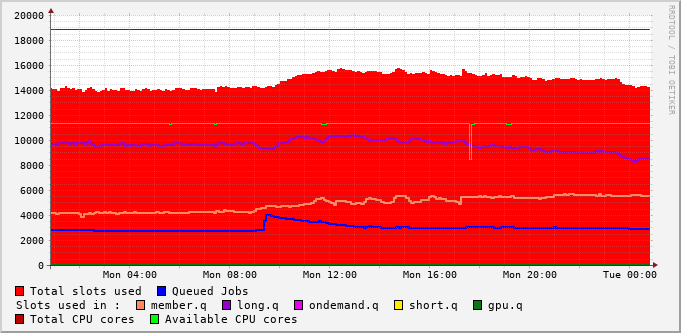 RRDTOOL / TOBI OETIKER
20000
18000
16000
14000
12000
10000
8000
6000
4000
2000
0
Mon 04:00 Mon 08:00 Mon 12:00 Mon 16:00 Mon 20:00 Tue 00:00
Total slots used Queued Jobs
Slots used in : member.q long.q ondemand.q short.q gpu.q
Total CPU cores Available CPU cores